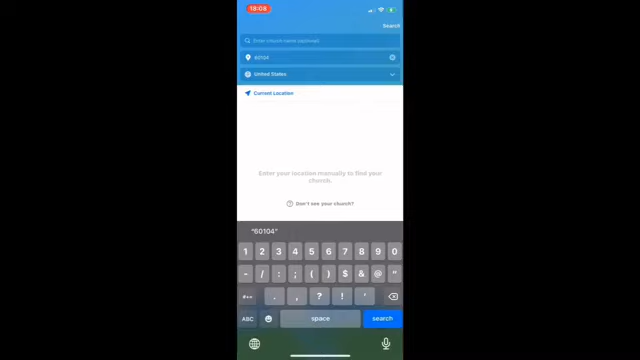 18:08
Search
Enter church name (optional)
60104
United States
Current Location
Enter your location manually to find your
church.
Don't see your church?
"60104"
1 2 3 4 5 6 7 8 9 0
- / : ; ( ) $ & @ "
#+= . , ? ! '
ABC space search